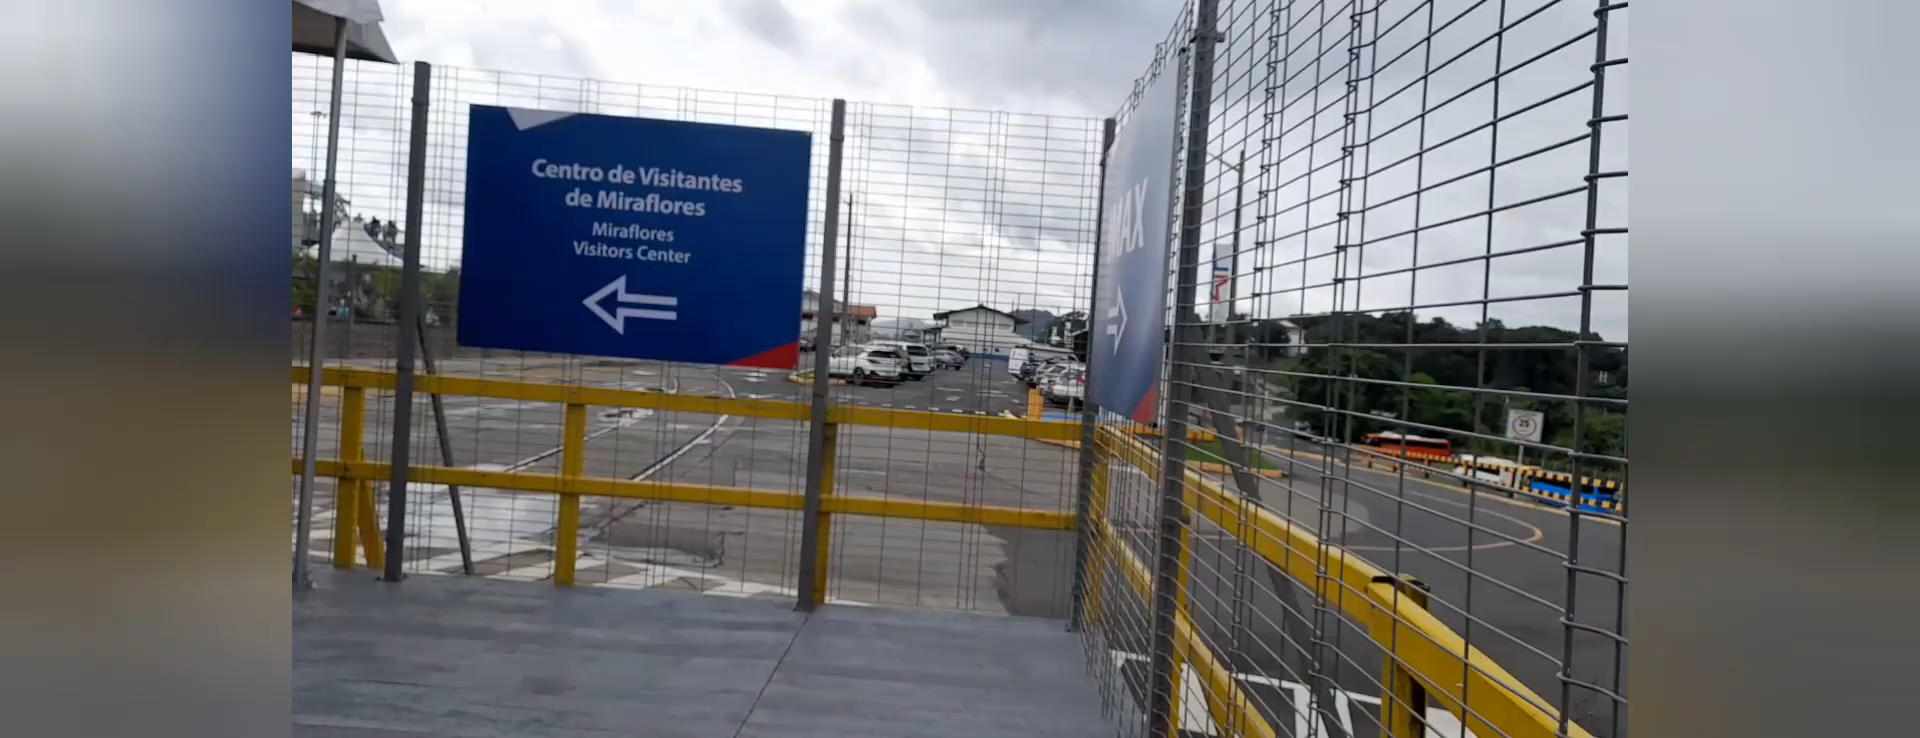 Centro de Visitantes
de Miraflores
Miraflores
Visitors Center
MAX
25